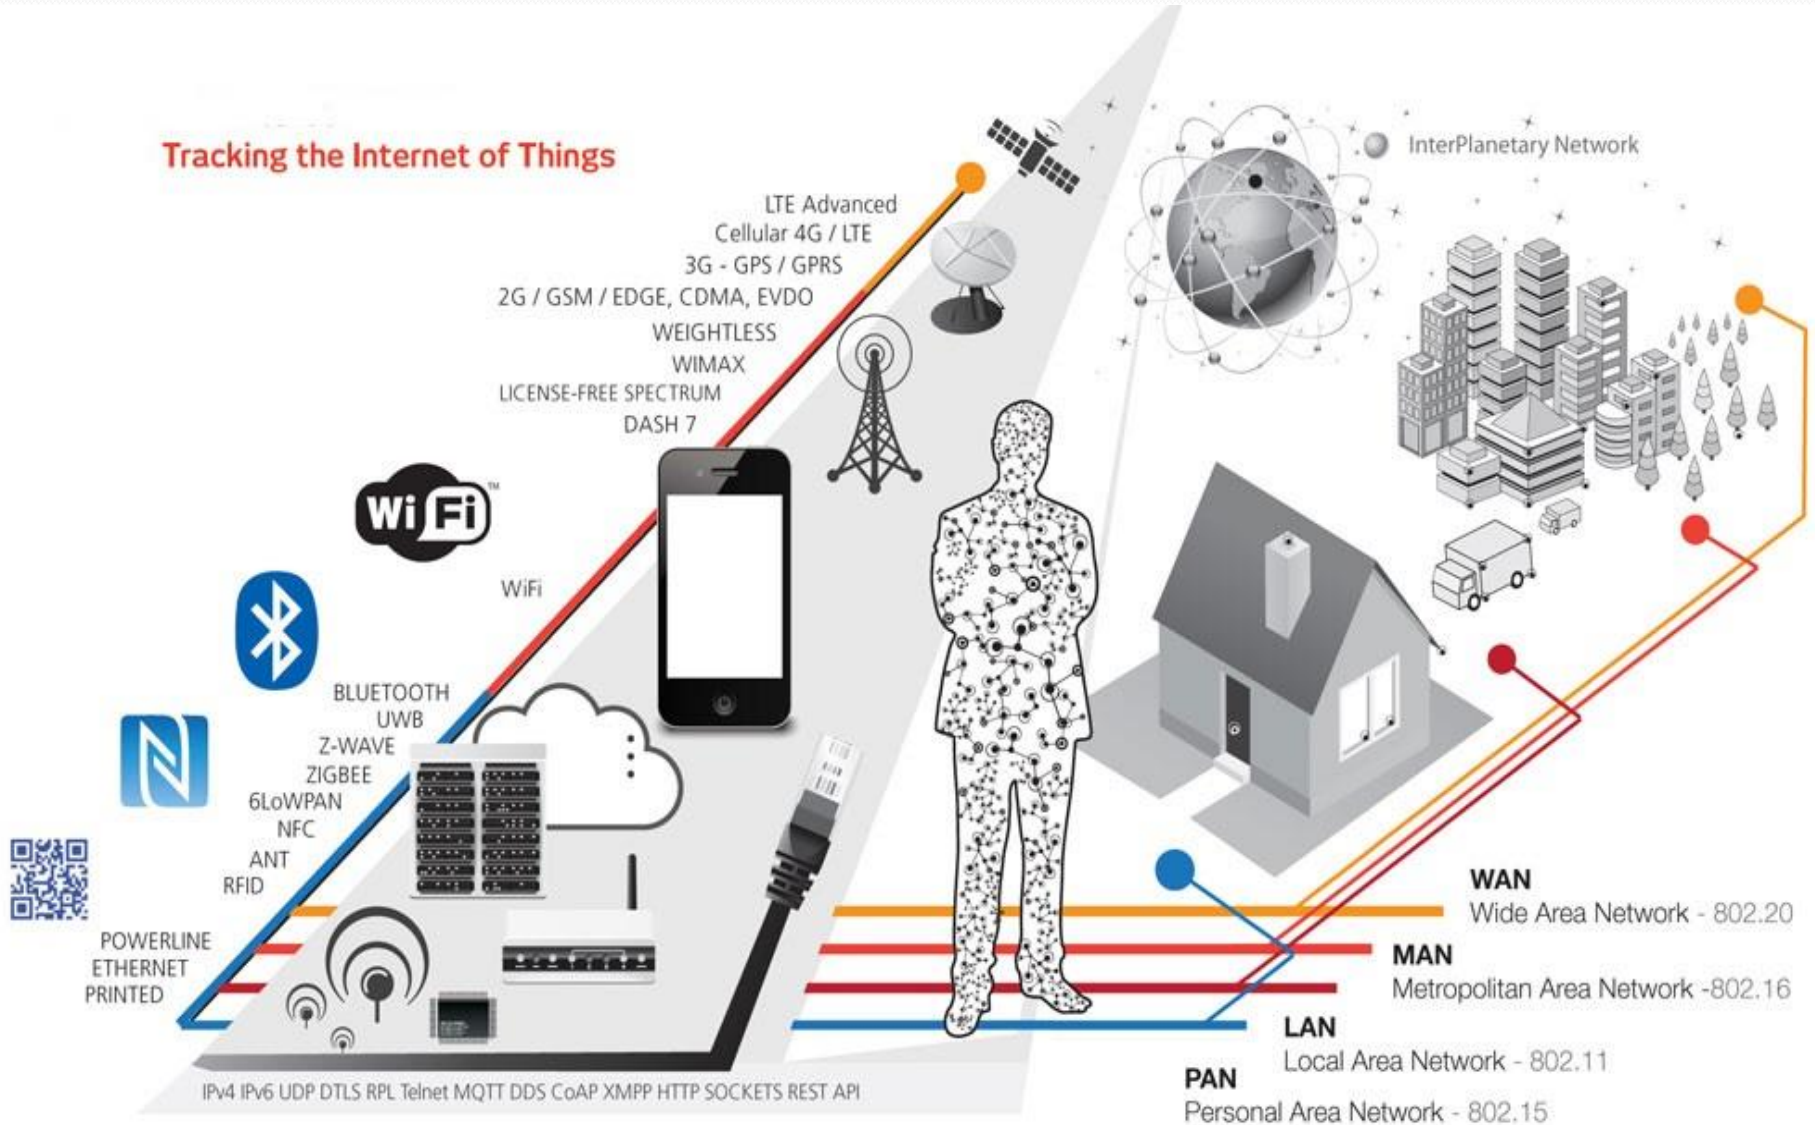 Tracking the Internet of Things
InterPlanetary Network
LTE Advanced
Cellular 4G / LTE
3G - GPS / GPRS
2G / GSM / EDGE, CDMA, EVDO
WEIGHTLESS
WIMAX
LICENSE-FREE SPECTRUM
DASH 7
WiFi™
WiFi
BLUETOOTH
UWB
Z-WAVE
ZIGBEE
6LoWPAN
NFC
ANT
RFID
POWERLINE
ETHERNET
PRINTED
IPv4 IPv6 UDP DTLS RPL Telnet MQTT DDS CoAP XMPP HTTP SOCKETS REST API
WAN
Wide Area Network - 802.20
MAN
Metropolitan Area Network -802.16
LAN
Local Area Network - 802.11
PAN
Personal Area Network - 802.15